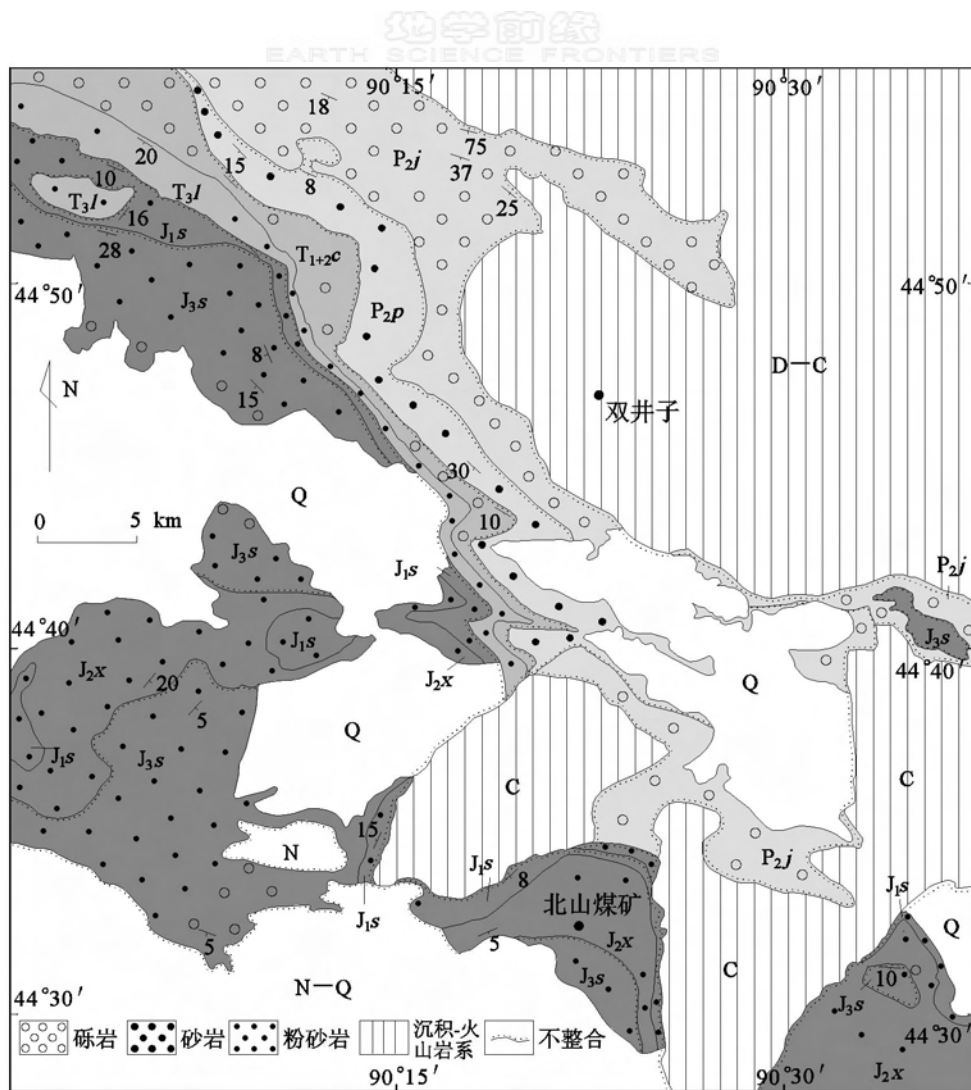 地学前缘
EARTH SCIENCE FRONTIERS
90°15′
90°30′
18
75
P₂j
37
20
15
8
25
10
T₃l
T₃l
16
J₁s
28
T₁₊₂c
44°50′
44°50′
J₃s
P₂p
8
D—C
N
15
双井子
30
Q
0 5 km
10
J₃s
J₁s
P₂j
44°40′
J₁s
J₃s
J₂x
J₂x
Q
44°40′
20
5
Q
J₁s
J₃s
C
C
15
N
J₁s
P₂j
8
J₁s
J₁s
北山煤矿
Q
J₂x
5
5
10
J₃s
C
J₃s
N—Q
44°30′
44°30′
砾岩
砂岩
粉砂岩
沉积-火
山岩系
不整合
J₂x
90°15′
90°30′